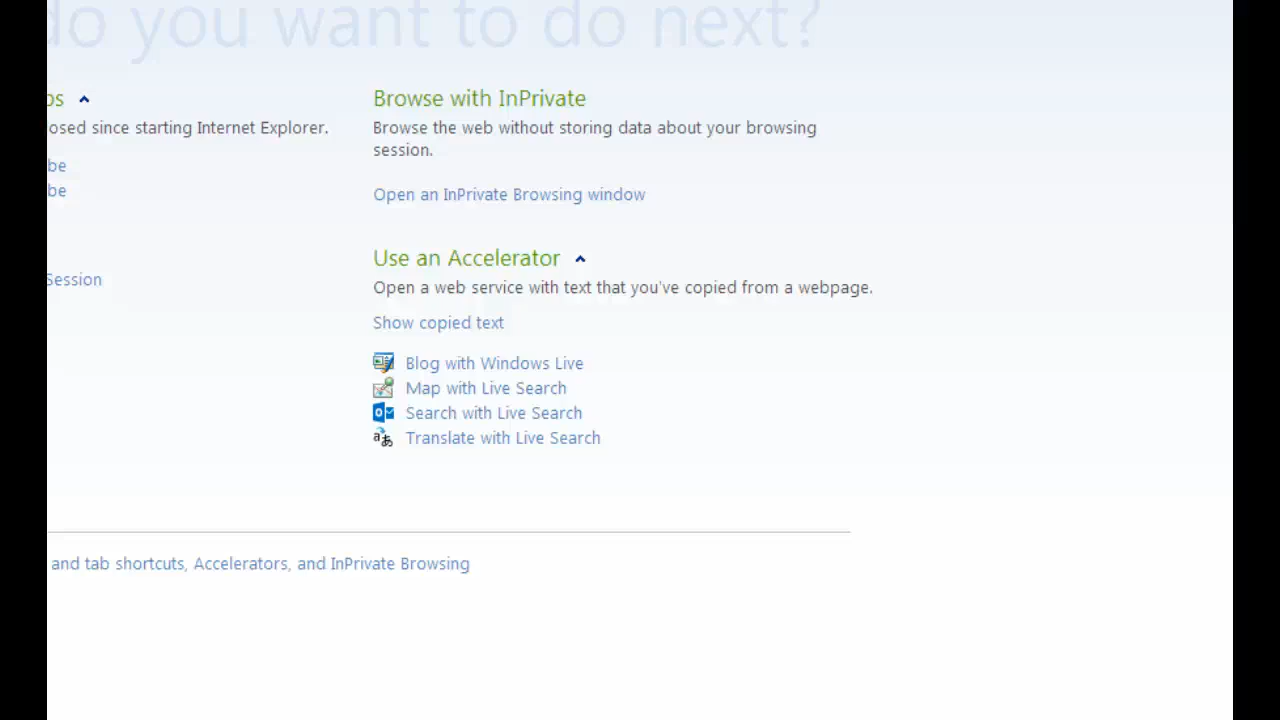 do you want to do next?
bs
osed since starting Internet Explorer.
be
be
Session
Browse with InPrivate
Browse the web without storing data about your browsing
session.
Open an InPrivate Browsing window
Use an Accelerator
Open a web service with text that you've copied from a webpage.
Show copied text
Blog with Windows Live
Map with Live Search
Search with Live Search
Translate with Live Search
and tab shortcuts, Accelerators, and InPrivate Browsing